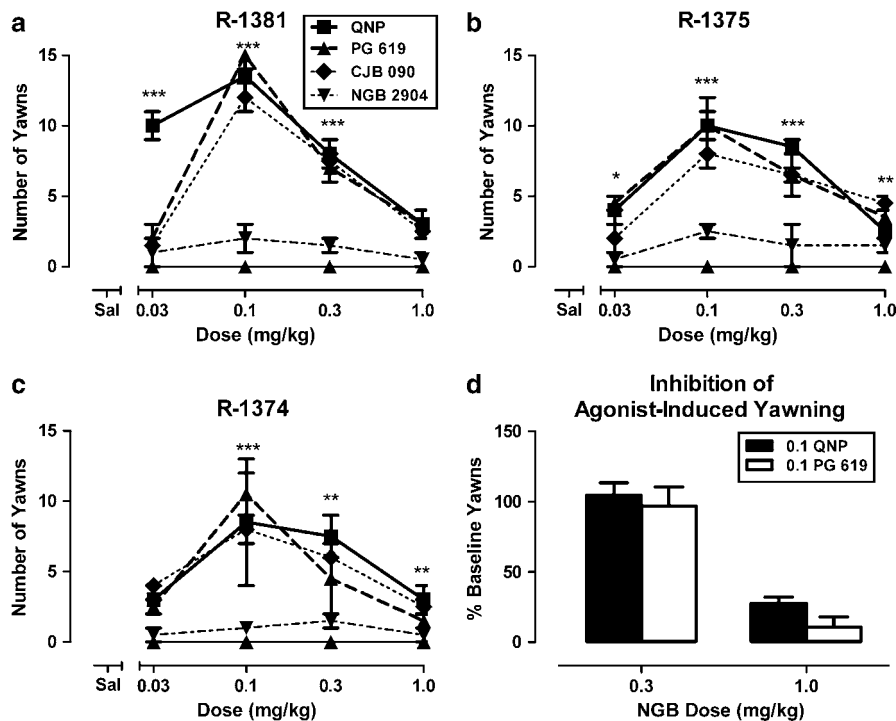 a
R-1381
QNP
PG 619
CJB 090
NGB 2904
Number of Yawns
15
10
5
0
***
***
***
Sal
0.03
0.1
0.3
1.0
Dose (mg/kg)
b
R-1375
Number of Yawns
15
10
5
0
*
***
***
**
Sal
0.03
0.1
0.3
1.0
Dose (mg/kg)
c
R-1374
Number of Yawns
15
10
5
0
***
**
**
Sal
0.03
0.1
0.3
1.0
Dose (mg/kg)
d
Inhibition of
Agonist-Induced Yawning
0.1 QNP
0.1 PG 619
% Baseline Yawns
150
100
50
0
0.3
1.0
NGB Dose (mg/kg)